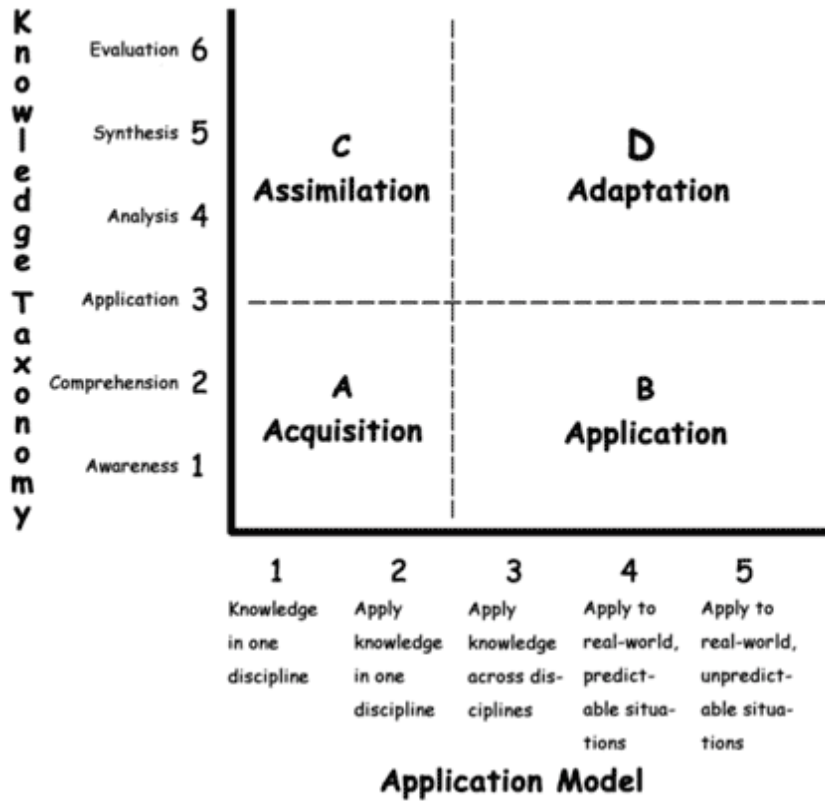 Knowledge Taxonomy
Evaluation 6
Synthesis 5
Analysis 4
Application 3
Comprehension 2
Awareness 1
C
Assimilation
D
Adaptation
A
Acquisition
B
Application
1
Knowledge
in one
discipline
2
Apply
knowledge
in one
discipline
3
Apply
knowledge
across dis-
ciplines
4
Apply to
real-world,
predict-
able situa-
tions
5
Apply to
real-world,
unpredict-
able situa-
tions
Application Model